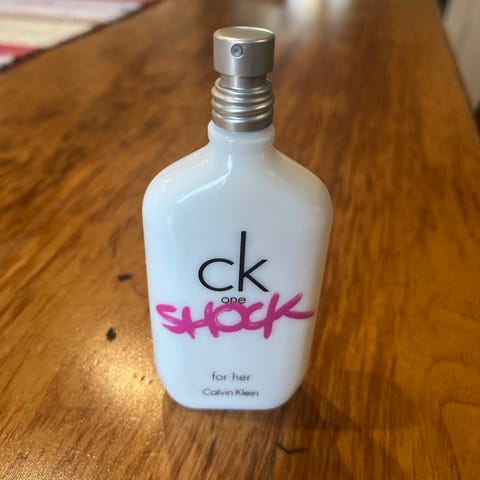 ck
one
SHOCK
for her
Calvin Klein